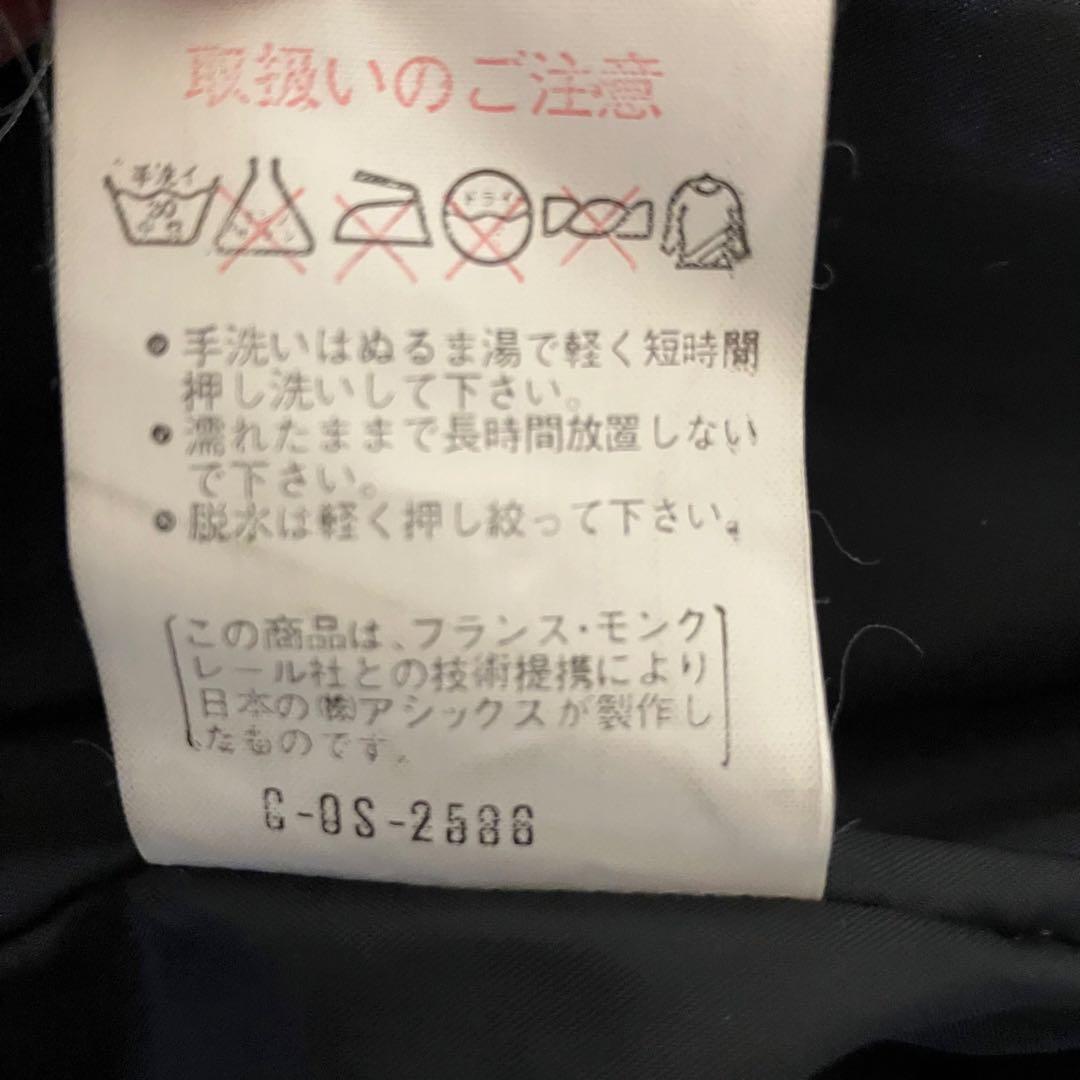 取扱いのご注意
手洗イ
30
中性
ドライ
・手洗いはぬるま湯で軽く短時間
押し洗いして下さい。
・濡れたままで長時間放置しない
で下さい。
・脱水は軽く押し絞って下さい。
この商品は、フランス・モンク
レール社との技術提携により
日本の㈱アシックスが製作し
たものです。